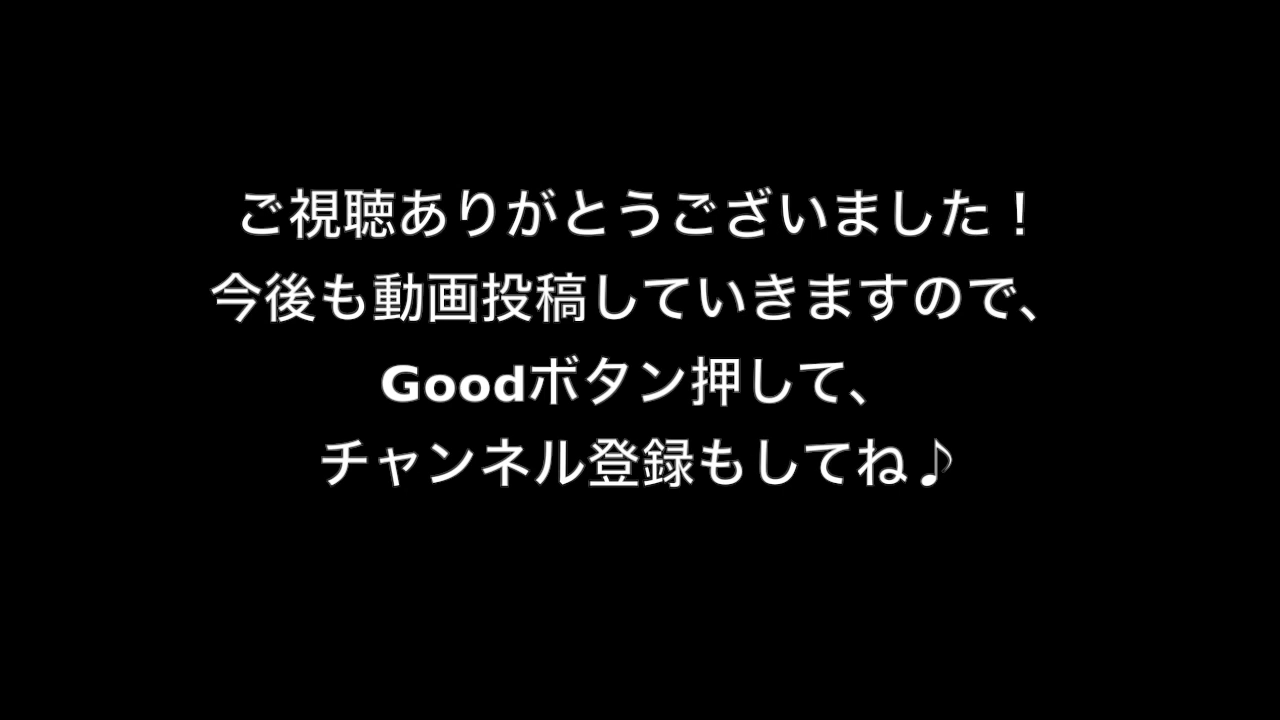 ご視聴ありがとうございました！
今後も動画投稿していきますので、
Goodボタン押して、
チャンネル登録もしてね♪